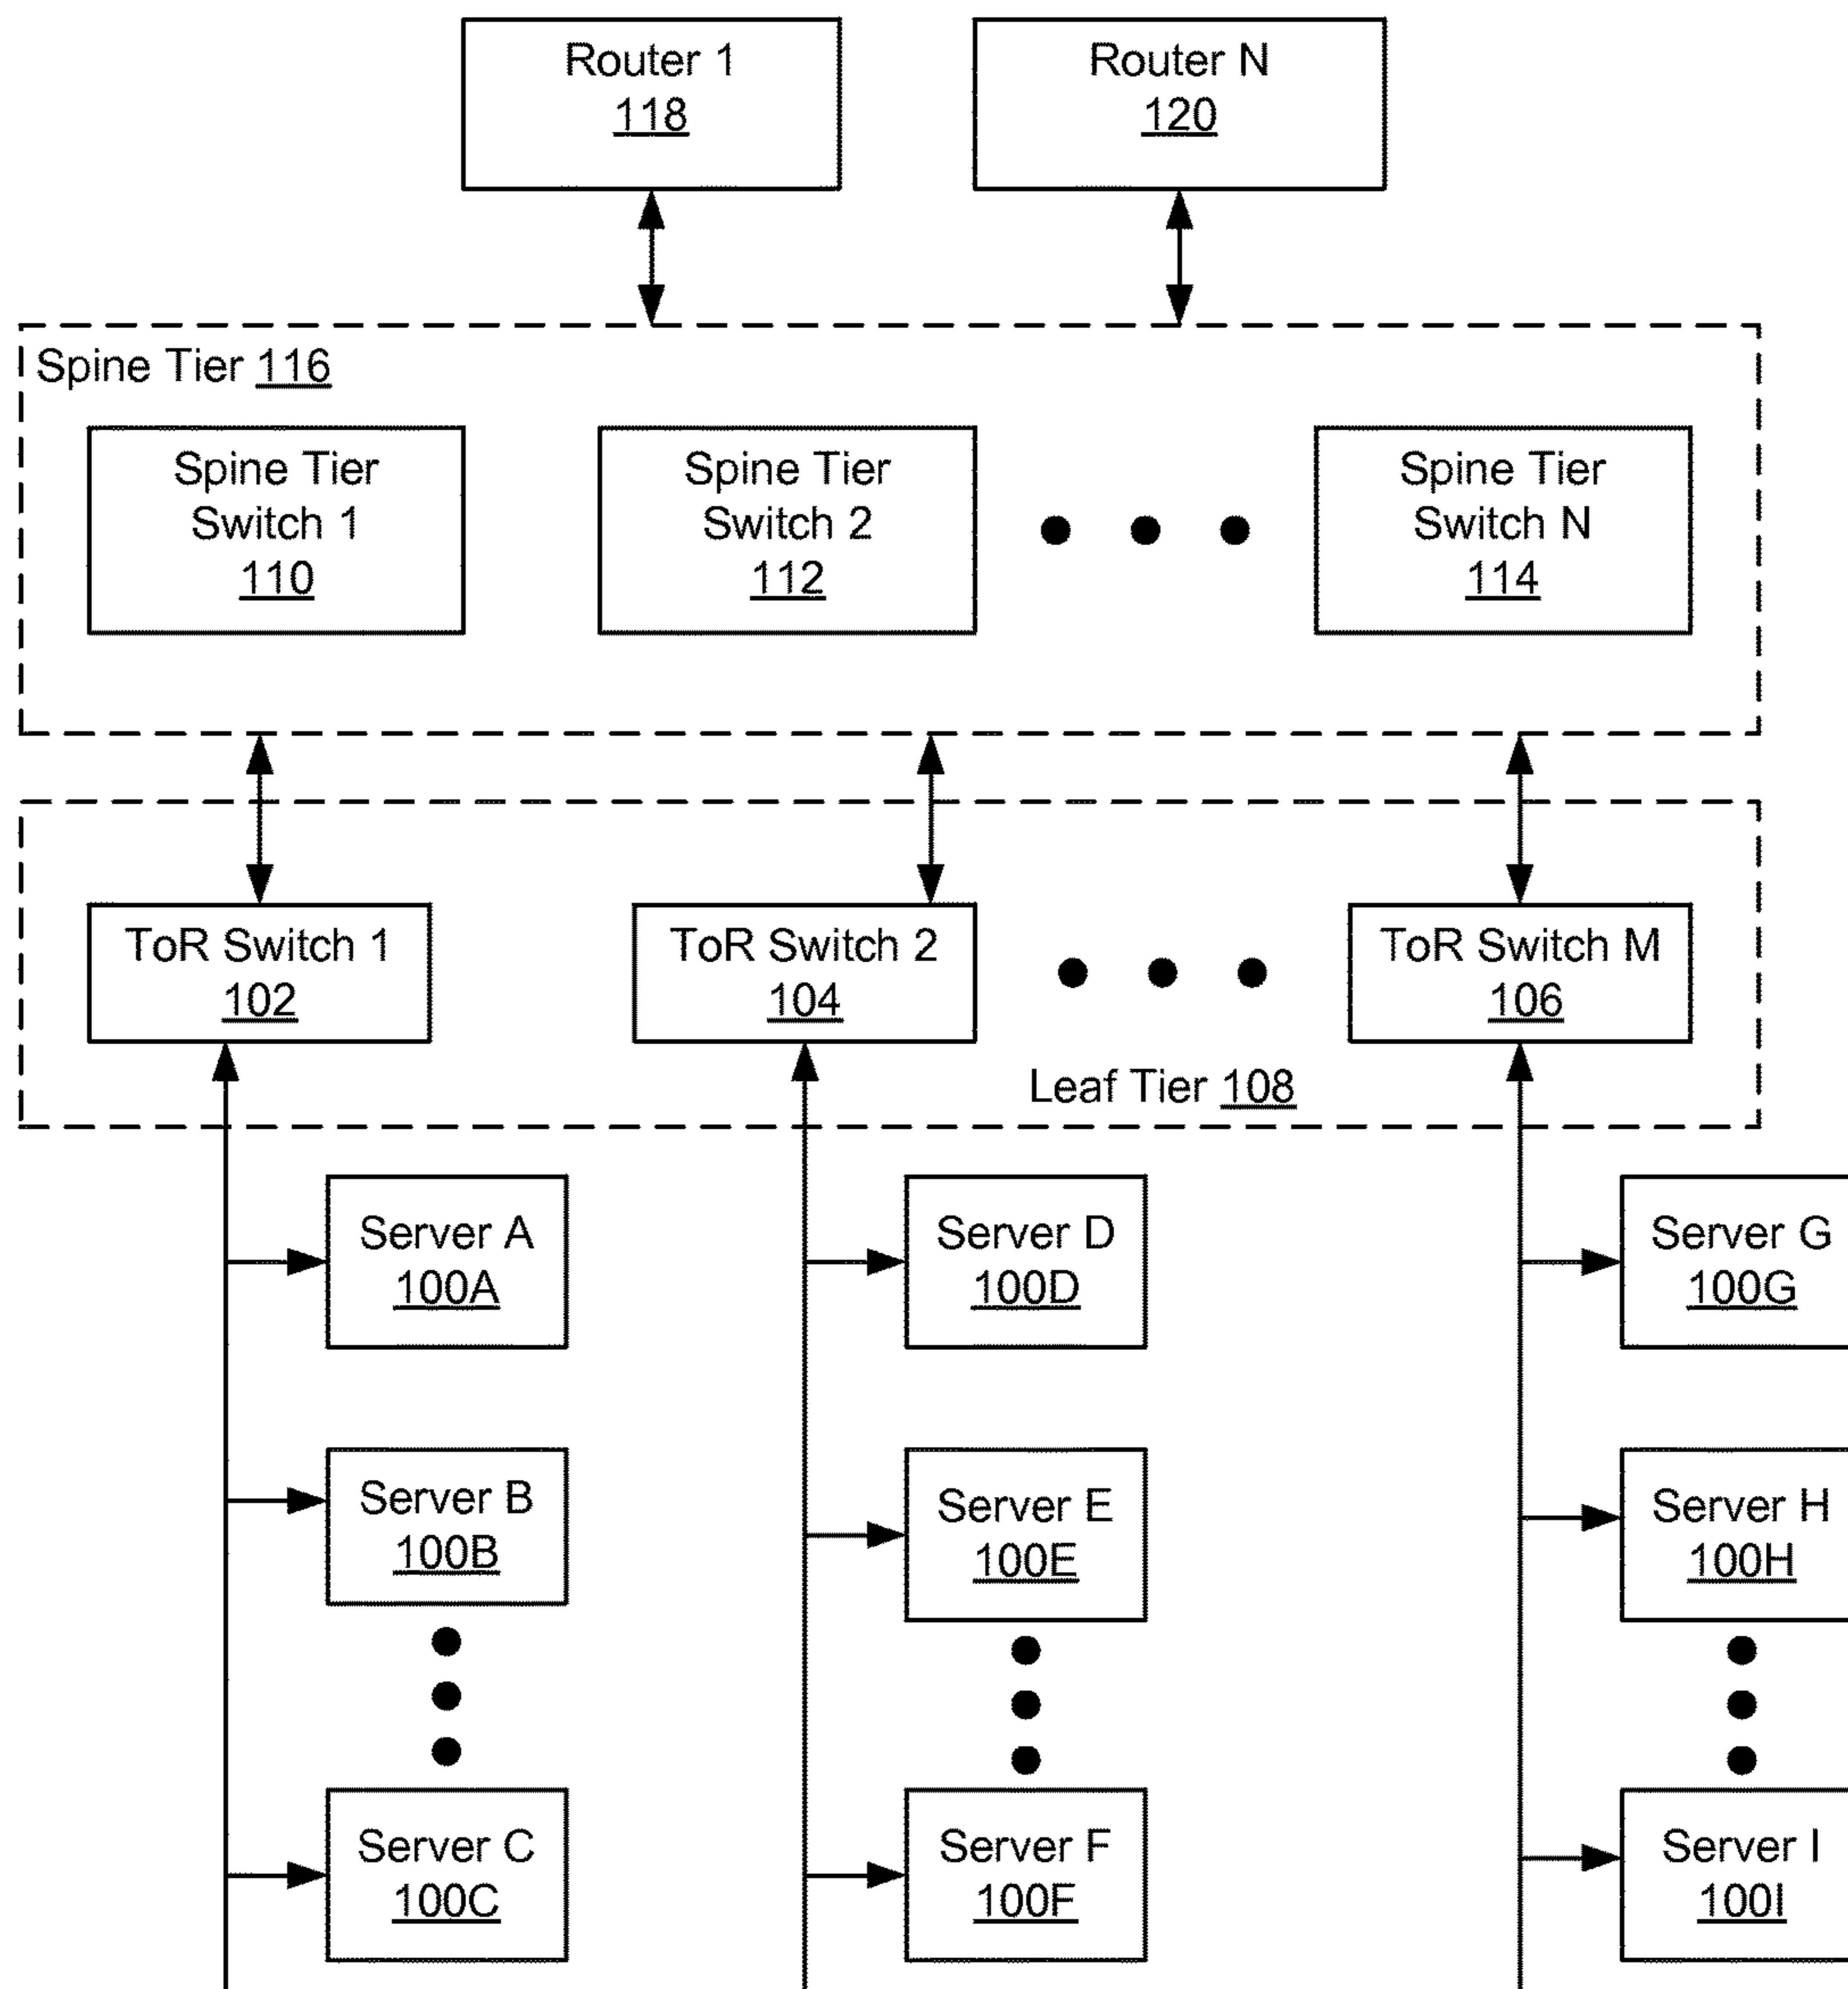 Router 1
118
Router N
120
Spine Tier 116
Spine Tier
Switch 1
110
Spine Tier
Switch 2
112
Spine Tier
Switch N
114
ToR Switch 1
102
ToR Switch 2
104
ToR Switch M
106
Leaf Tier 108
Server A
100A
Server D
100D
Server G
100G
Server B
100B
Server E
100E
Server H
100H
Server C
100C
Server F
100F
Server I
100I